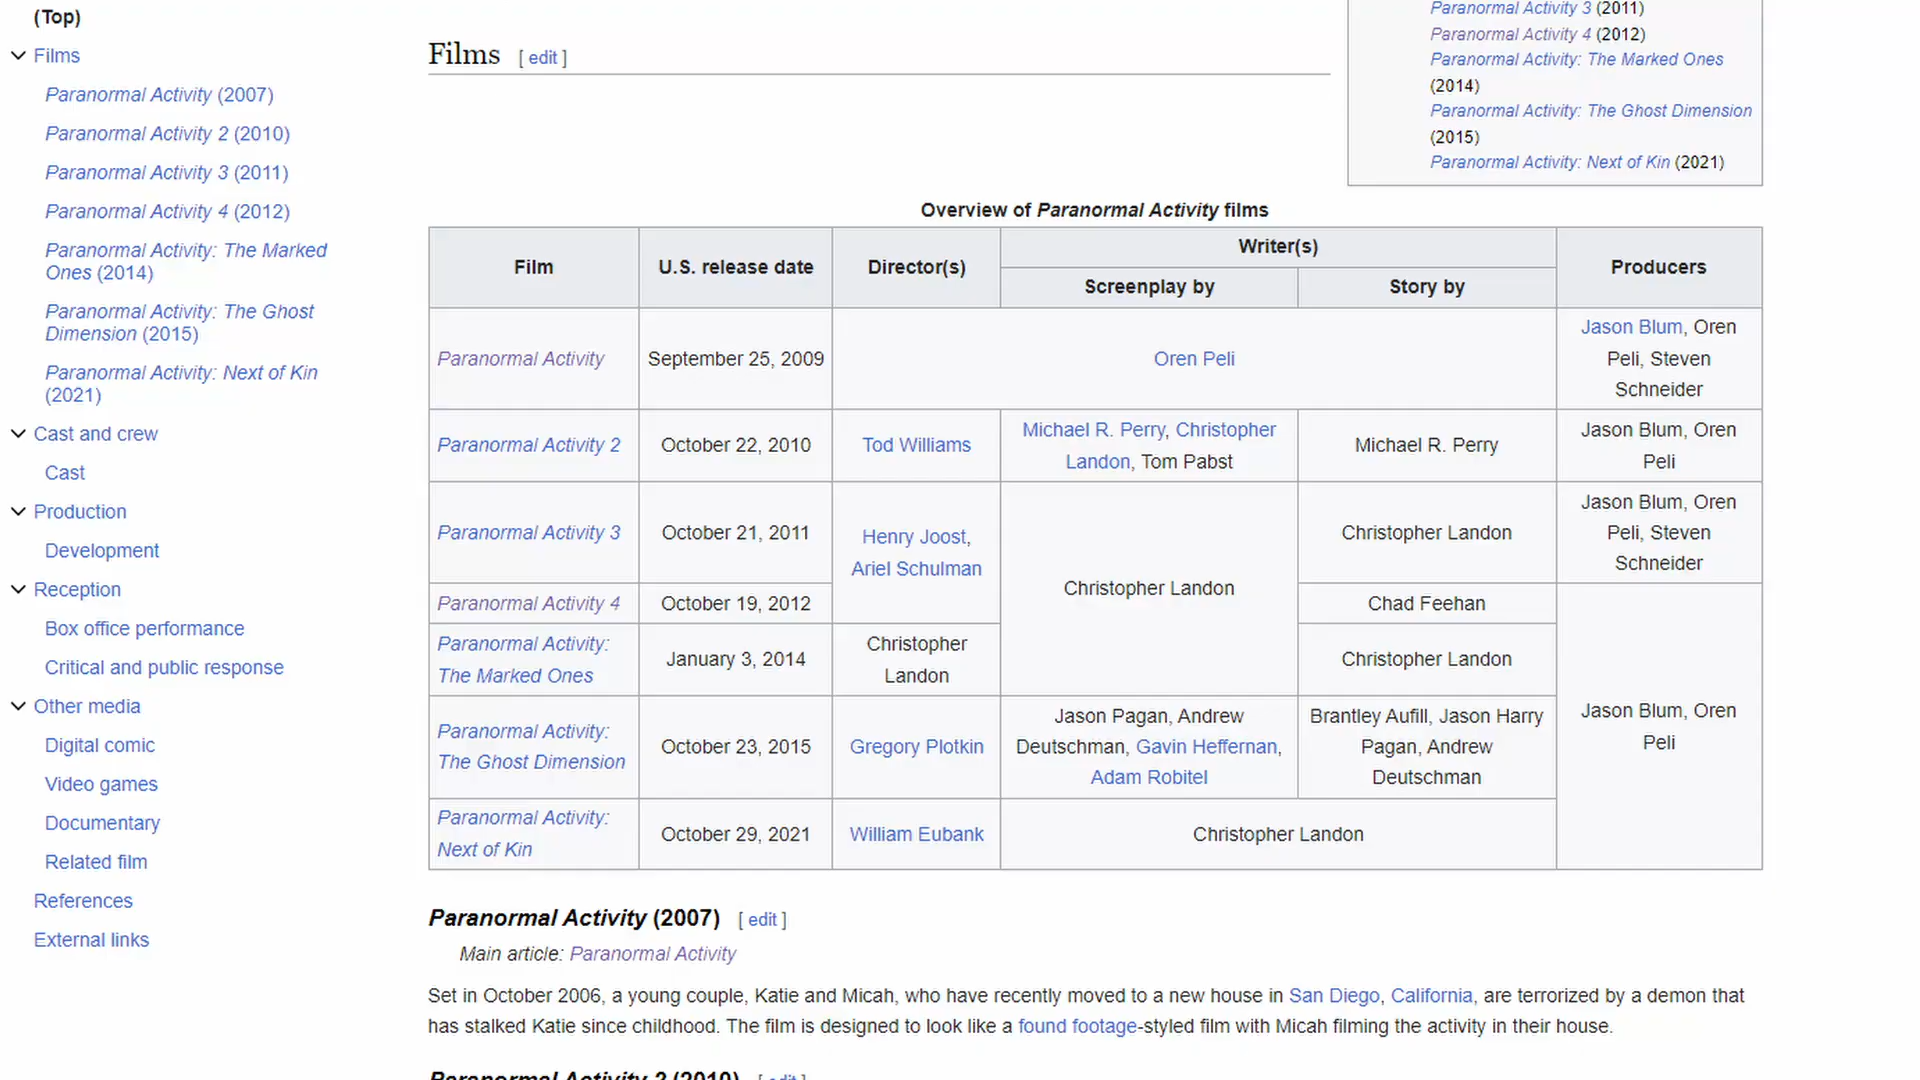 (Top)
Films
Paranormal Activity (2007)
Paranormal Activity 2 (2010)
Paranormal Activity 3 (2011)
Paranormal Activity 4 (2012)
Paranormal Activity: The Marked
Ones (2014)
Paranormal Activity: The Ghost
Dimension (2015)
Paranormal Activity: Next of Kin
(2021)
Cast and crew
Cast
Production
Development
Reception
Box office performance
Critical and public response
Other media
Digital comic
Video games
Documentary
Related film
References
External links
Films [ edit ]
Paranormal Activity 3 (2011)
Paranormal Activity 4 (2012)
Paranormal Activity: The Marked Ones
(2014)
Paranormal Activity: The Ghost Dimension
(2015)
Paranormal Activity: Next of Kin (2021)
Overview of Paranormal Activity films
Film U.S. release date Director(s) Writer(s) Producers
Screenplay by Story by
Paranormal Activity September 25, 2009 Oren Peli Jason Blum, Oren
Peli, Steven
Schneider
Paranormal Activity 2 October 22, 2010 Tod Williams Michael R. Perry, Christopher
Landon, Tom Pabst Michael R. Perry Jason Blum, Oren
Peli
Paranormal Activity 3 October 21, 2011 Henry Joost,
Ariel Schulman Christopher Landon Christopher Landon Jason Blum, Oren
Peli, Steven
Schneider
Paranormal Activity 4 October 19, 2012 Chad Feehan
Paranormal Activity:
The Marked Ones January 3, 2014 Christopher
Landon Christopher Landon Jason Blum, Oren
Peli
Paranormal Activity:
The Ghost Dimension October 23, 2015 Gregory Plotkin Jason Pagan, Andrew
Deutschman, Gavin Heffernan,
Adam Robitel Brantley Aufill, Jason Harry
Pagan, Andrew
Deutschman
Paranormal Activity:
Next of Kin October 29, 2021 William Eubank Christopher Landon
Paranormal Activity (2007) [ edit ]
Main article: Paranormal Activity
Set in October 2006, a young couple, Katie and Micah, who have recently moved to a new house in San Diego, California, are terrorized by a demon that
has stalked Katie since childhood. The film is designed to look like a found footage-styled film with Micah filming the activity in their house.
Paranormal Activity 2 (2010) [ edit ]